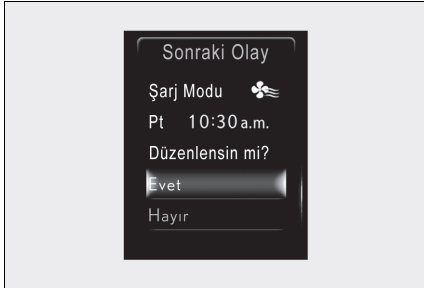 Sonraki Olay
Şarj Modu
Pt 10:30 a.m.
Düzenlensin mi?
Evet
Hayır